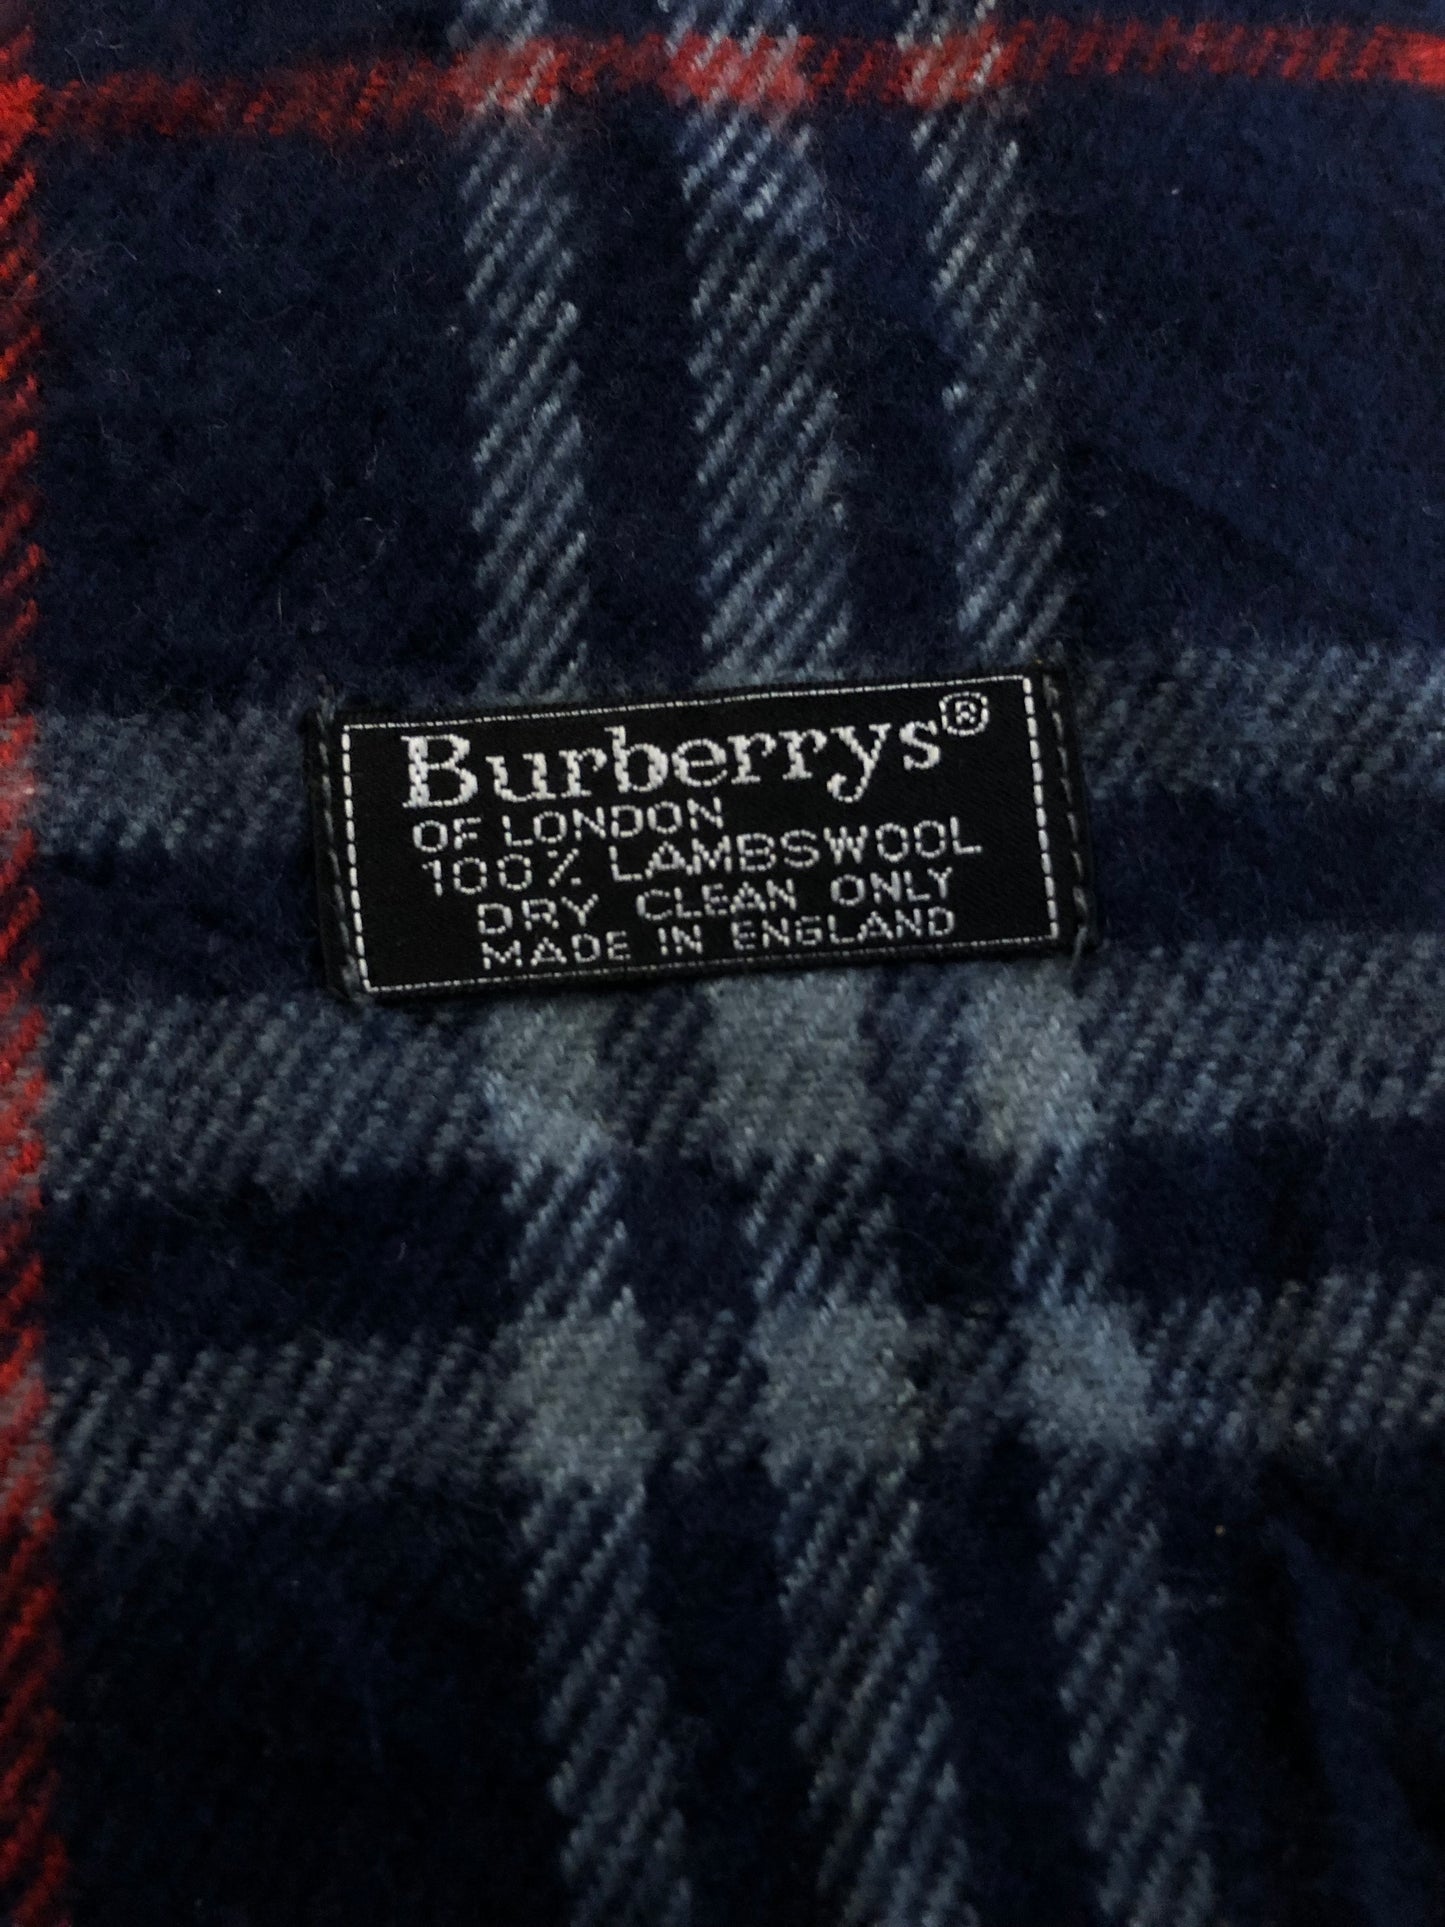 Burberrys®
OF LONDON
100% LAMBSWOOL
DRY CLEAN ONLY
MADE IN ENGLAND